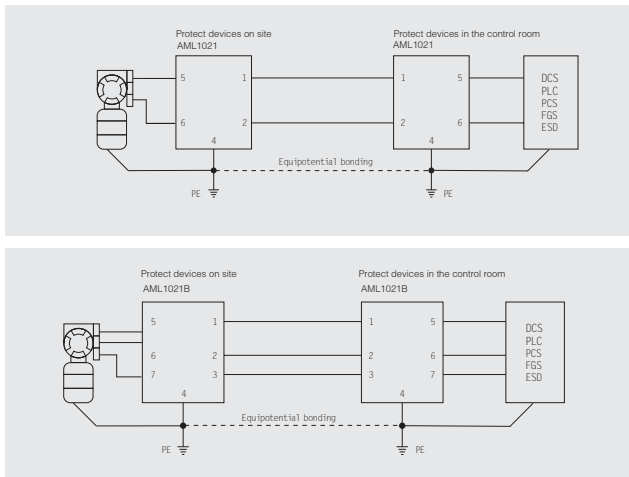 Protect devices on site
AML1021
Protect devices in the control room
AML1021
5 1
1 5
DCS
PLC
PCS
FGS
ESD
6 2
2 6
4
4
Equipotential bonding
PE
PE
Protect devices on site
AML1021B
Protect devices in the control room
AML1021B
5 1
1 5
DCS
PLC
PCS
FGS
ESD
6 2
2 6
7 3
3 7
4
4
Equipotential bonding
PE
PE